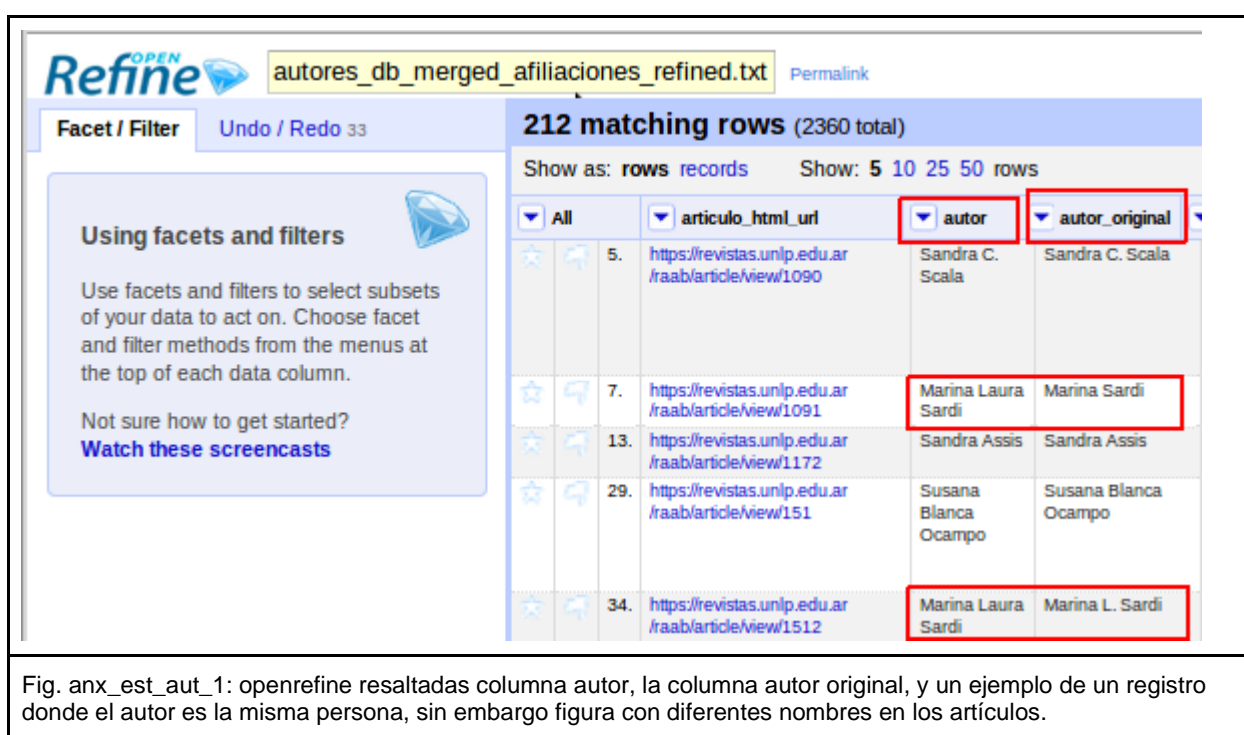 OPEN
Refine
autores_db_merged_afiliaciones_refined.txt Permalink
Facet / Filter Undo / Redo 33
212 matching rows (2360 total)
Show as: rows records Show: 5 10 25 50 rows
All articulo_html_url autor autor_original
Using facets and filters
Use facets and filters to select subsets
of your data to act on. Choose facet
and filter methods from the menus at
the top of each data column.
Not sure how to get started?
Watch these screencasts
5. https://revistas.unlp.edu.ar Sandra C. Sandra C. Scala
/raab/article/view/1090 Scala
7. https://revistas.unlp.edu.ar Marina Laura Marina Sardi
/raab/article/view/1091 Sardi
13. https://revistas.unlp.edu.ar Sandra Assis Sandra Assis
/raab/article/view/1172
29. https://revistas.unlp.edu.ar Susana Susana Blanca
/raab/article/view/151 Blanca Ocampo
Ocampo
34. https://revistas.unlp.edu.ar Marina Laura Marina L. Sardi
/raab/article/view/1512 Sardi
Fig. anx_est_aut_1: openrefine resaltadas columna autor, la columna autor original, y un ejemplo de un registro
donde el autor es la misma persona, sin embargo figura con diferentes nombres en los artículos.